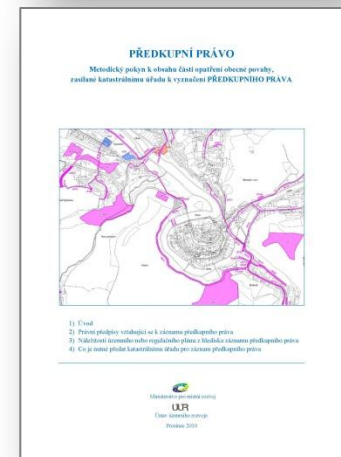 PŘEDKUPNÍ PRÁVO
Metodický pokyn k obsahu části opatření obecné povahy,
zasílané katastrálnímu úřadu k vyznačení PŘEDKUPNÍHO PRÁVA
1) Úvod
2) Právní předpisy vztahující se k záznamu předkupního práva
3) Náležitosti územního nebo regulačního plánu z hlediska záznamu předkupního práva
4) Co je nutné předat katastrálnímu úřadu pro záznam předkupního práva
Ministerstvo pro místní rozvoj
ÚÚR
Ústav územního rozvoje
Prosinec 2010